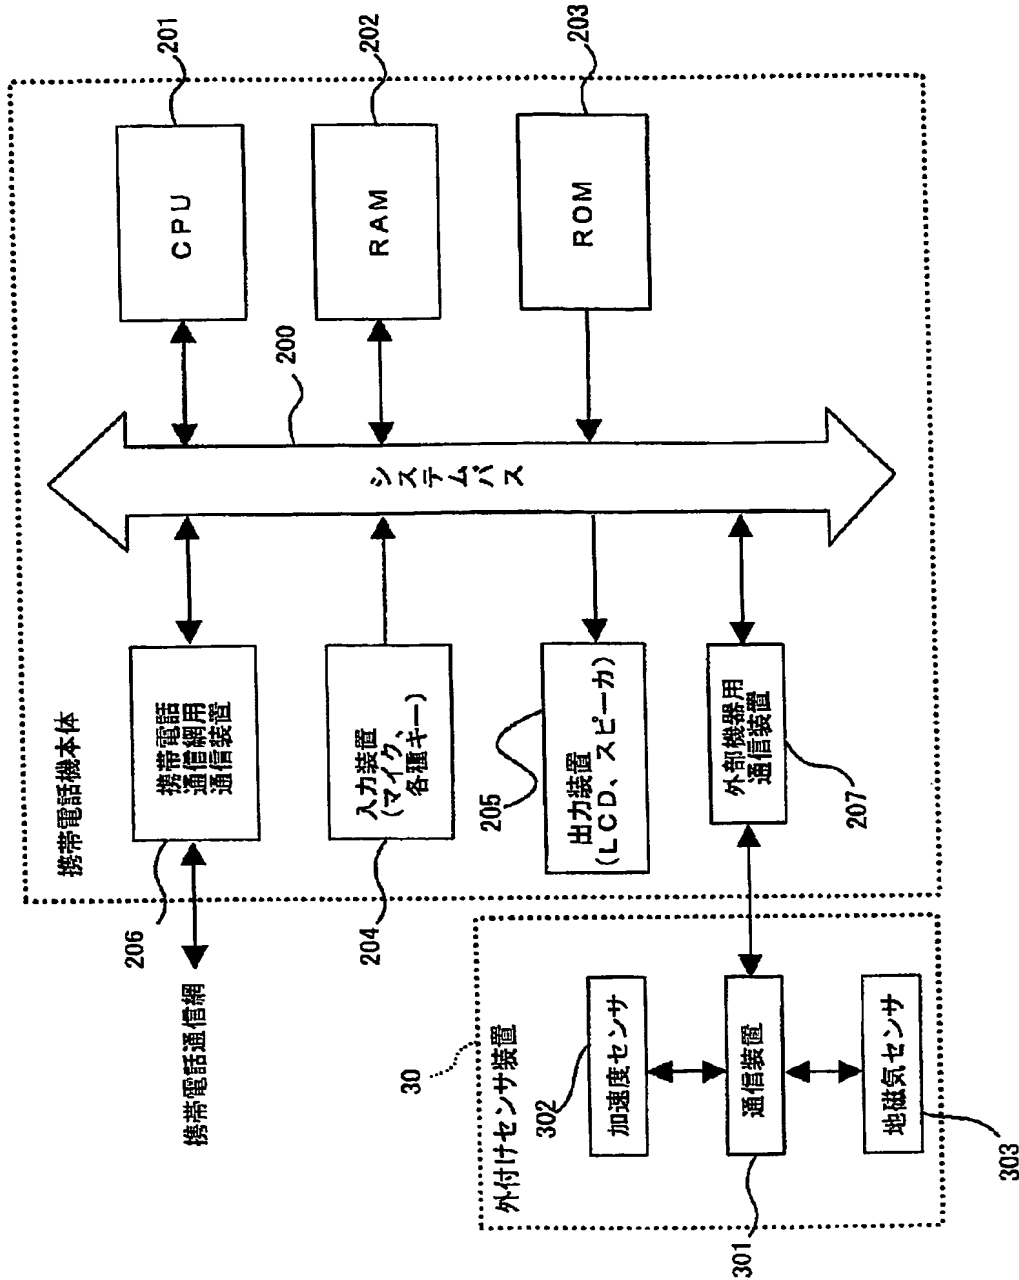 携帯電話機本体
携帯電話通信網
206
携帯電話
通信網用
通信装置
204
入力装置
(マイク、
各種キー)
205
出力装置
(LCD、スピーカ)
外部機器用
通信装置
207
システムバス
200
CPU
201
RAM
202
ROM
203
外付けセンサ装置
30
302
加速度センサ
通信装置
301
地磁気センサ
303